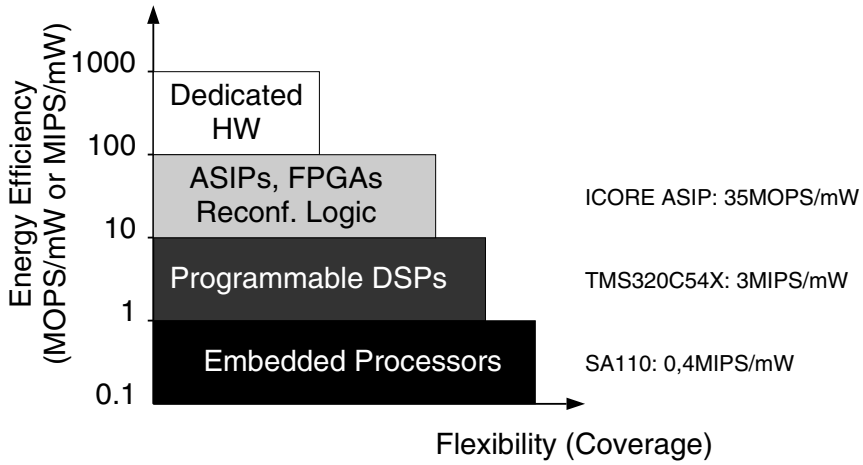 Energy Efficiency
(MOPS/mW or MIPS/mW)
1000
100
10
1
0.1
Dedicated
HW
ASIPs, FPGAs
Reconf. Logic
Programmable DSPs
Embedded Processors
ICORE ASIP: 35MOPS/mW
TMS320C54X: 3MIPS/mW
SA110: 0,4MIPS/mW
Flexibility (Coverage)